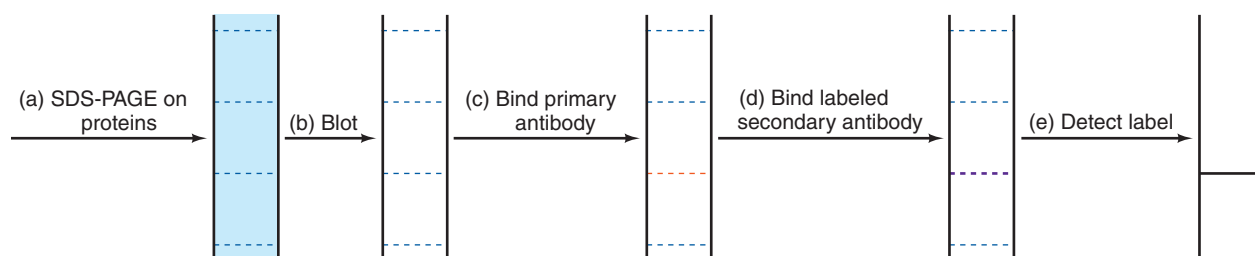 (a) SDS-PAGE on
proteins
(b) Blot
(c) Bind primary
antibody
(d) Bind labeled
secondary antibody
(e) Detect label